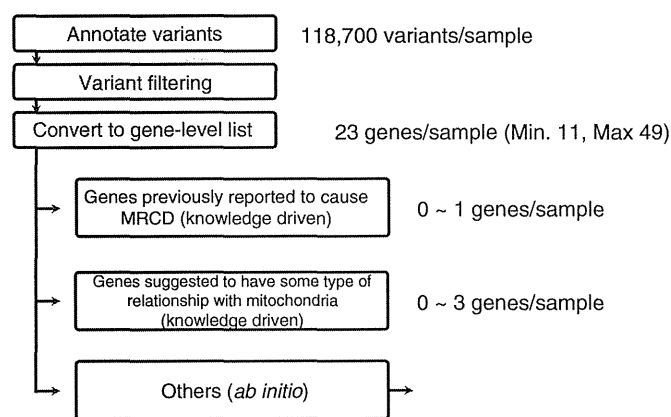 Annotate variants
118,700 variants/sample
Variant filtering
Convert to gene-level list
23 genes/sample (Min. 11, Max 49)
Genes previously reported to cause
MRCD (knowledge driven)
0 ~ 1 genes/sample
Genes suggested to have some type of
relationship with mitochondria
(knowledge driven)
0 ~ 3 genes/sample
Others (ab initio)